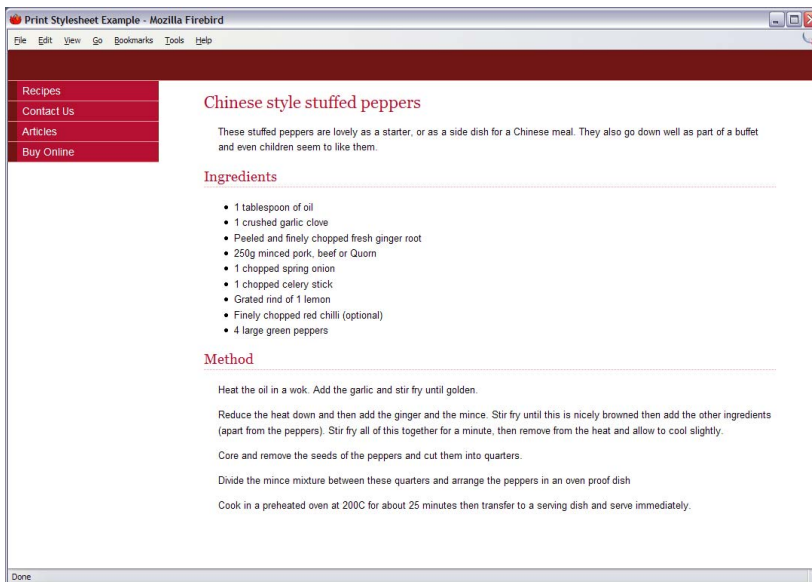 Print Stylesheet Example - Mozilla Firebird
File Edit View Go Bookmarks Tools Help
Recipes
Contact Us
Articles
Buy Online
Chinese style stuffed peppers
These stuffed peppers are lovely as a starter, or as a side dish for a Chinese meal. They also go down well as part of a buffet
and even children seem to like them.
Ingredients
1 tablespoon of oil
1 crushed garlic clove
Peeled and finely chopped fresh ginger root
250g minced pork, beef or Quorn
1 chopped spring onion
1 chopped celery stick
Grated rind of 1 lemon
Finely chopped red chilli (optional)
4 large green peppers
Method
Heat the oil in a wok. Add the garlic and stir fry until golden.
Reduce the heat down and then add the ginger and the mince. Stir fry until this is nicely browned then add the other ingredients
(apart from the peppers). Stir fry all of this together for a minute, then remove from the heat and allow to cool slightly.
Core and remove the seeds of the peppers and cut them into quarters.
Divide the mince mixture between these quarters and arrange the peppers in an oven proof dish
Cook in a preheated oven at 200C for about 25 minutes then transfer to a serving dish and serve immediately.
Done